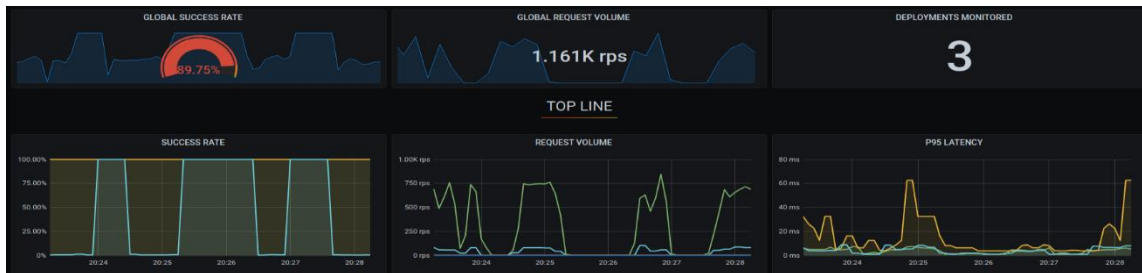 GLOBAL SUCCESS RATE
89.75%
GLOBAL REQUEST VOLUME
1.161K rps
DEPLOYMENTS MONITORED
3
TOP LINE
SUCCESS RATE
100.00%
75.00%
50.00%
25.00%
0%
20:24 20:25 20:26 20:27 20:28
REQUEST VOLUME
1.00K rps
750 rps
500 rps
250 rps
0 rps
20:24 20:25 20:26 20:27 20:28
P95 LATENCY
80 ms
60 ms
40 ms
20 ms
0 ms
20:24 20:25 20:26 20:27 20:28